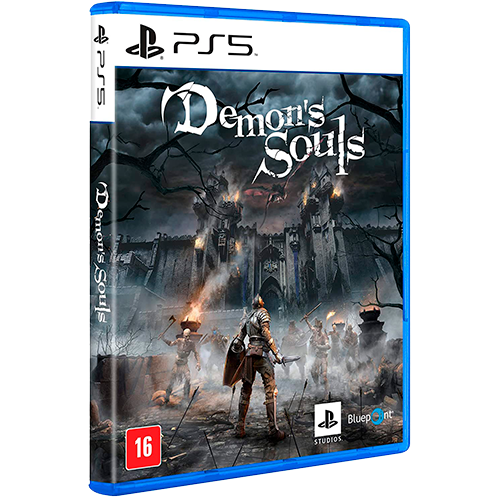 PS5
PS5
Demon's
Souls
Demon's Souls
16
STUDIOS
Bluepoint